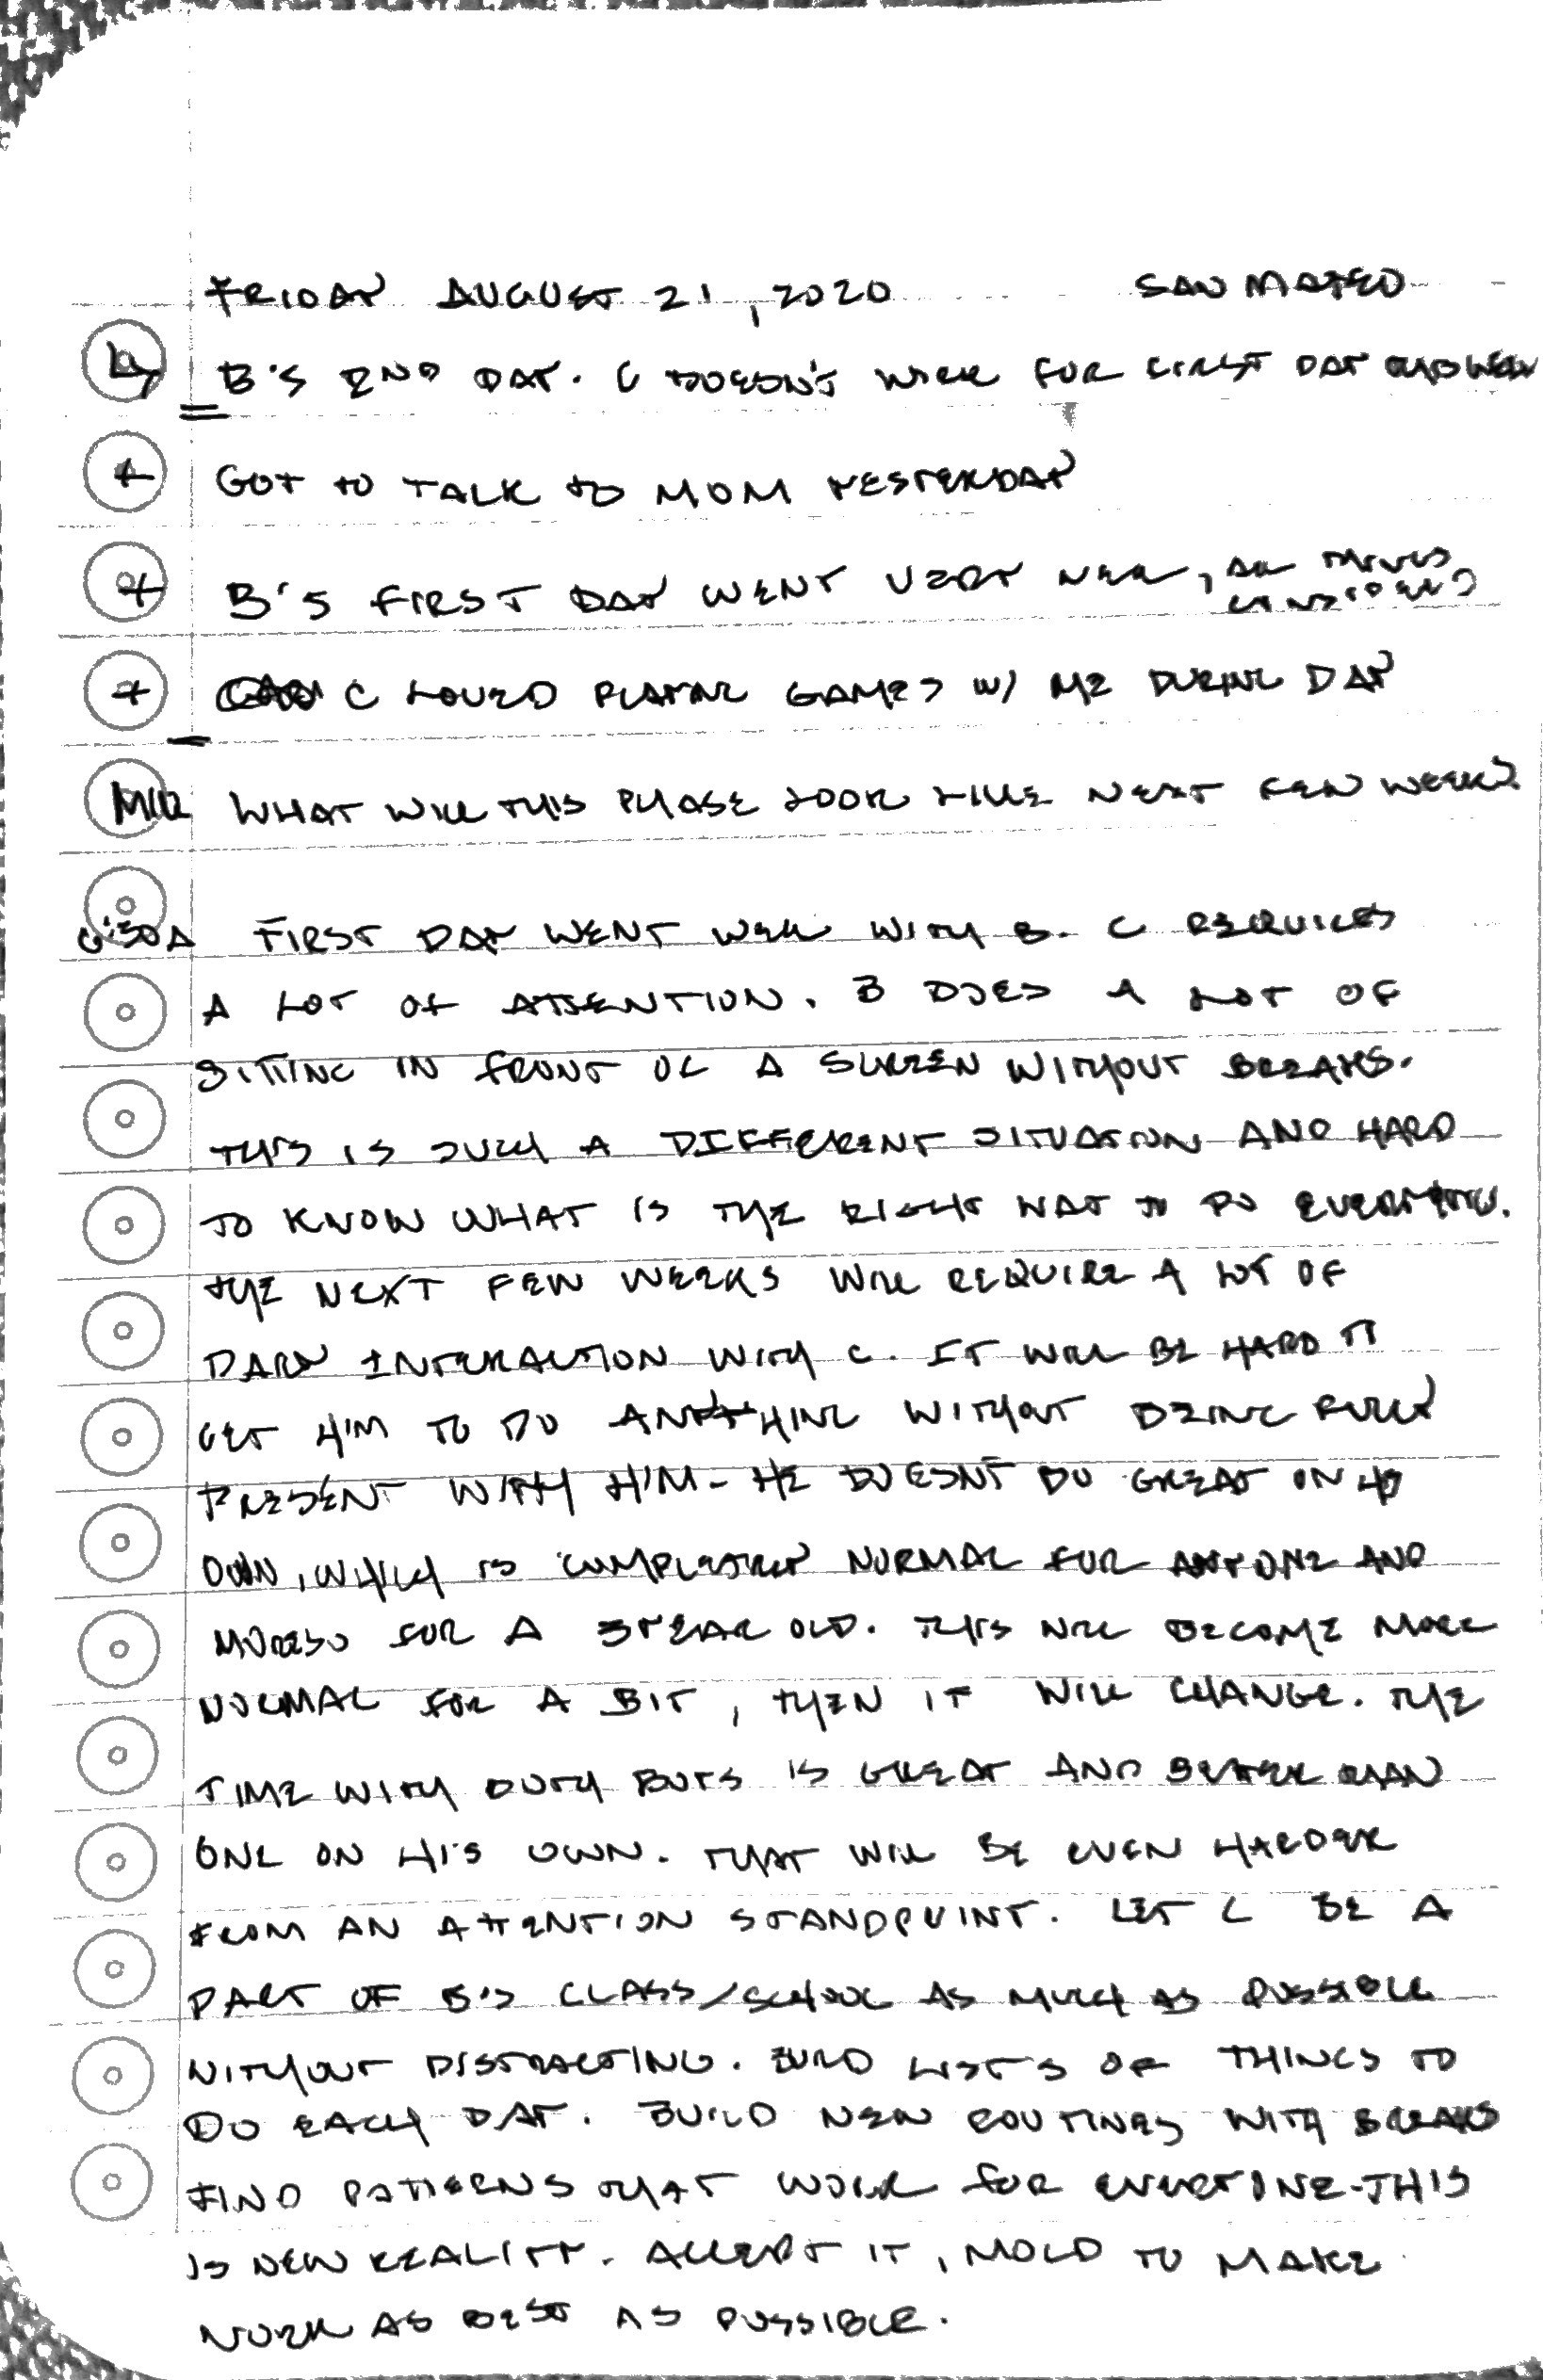 FRIDAY AUGUST 21, 2020 SAN MATEO
B'S 2ND DAY. C DOESN'T WORK FOR FIRST DAY
+ GOT TO TALK TO MOM YESTERDAY
+ B'S FIRST DAY WENT VERY WELL, ALL THINGS
CONSIDERED
+ C LOVED PLAYING GAMES W/ ME DURING DAY
WHAT WILL THIS PHASE LOOK LIKE NEXT FEW WEEKS
6:30A FIRST DAY WENT WELL WITH B. C REQUIRES
A LOT OF ATTENTION. B DOES A LOT OF
SITTING IN FRONT OF A SCREEN WITHOUT BREAKS.
THIS IS SUCH A DIFFERENT SITUATION AND HARD
TO KNOW WHAT IS THE RIGHT WAY TO DO EVERYTHING.
THE NEXT FEW WEEKS WILL REQUIRE A LOT OF
DAILY INTERACTION WITH C. IT WILL BE HARD TO
GET HIM TO DO ANYTHING WITHOUT BEING FULLY
PRESENT WITH HIM - HE DOESN'T DO GREAT ON HIS
OWN, WHICH IS COMPLETELY NORMAL FOR ANYONE AND
MORESO FOR A 3 YEAR OLD. THIS WILL BECOME MORE
NORMAL FOR A BIT, THEN IT WILL CHANGE. THE
TIME WITH BOTH BOYS IS GREAT AND BETTER THAN
ONE ON HIS OWN. THAT WILL BE EVEN HARDER
FROM AN ATTENTION STANDPOINT. LET C BE A
PART OF B'S CLASS/SCHOOL AS MUCH AS POSSIBLE
WITHOUT DISTRACTING. BUILD LISTS OF THINGS TO
DO EACH DAY. BUILD NEW ROUTINES WITH BREAKS
FIND PATTERNS THAT WORK FOR EVERYONE - THIS
IS NEW REALITY. ACCEPT IT, MOLD TO MAKE
WORK AS BEST AS POSSIBLE.